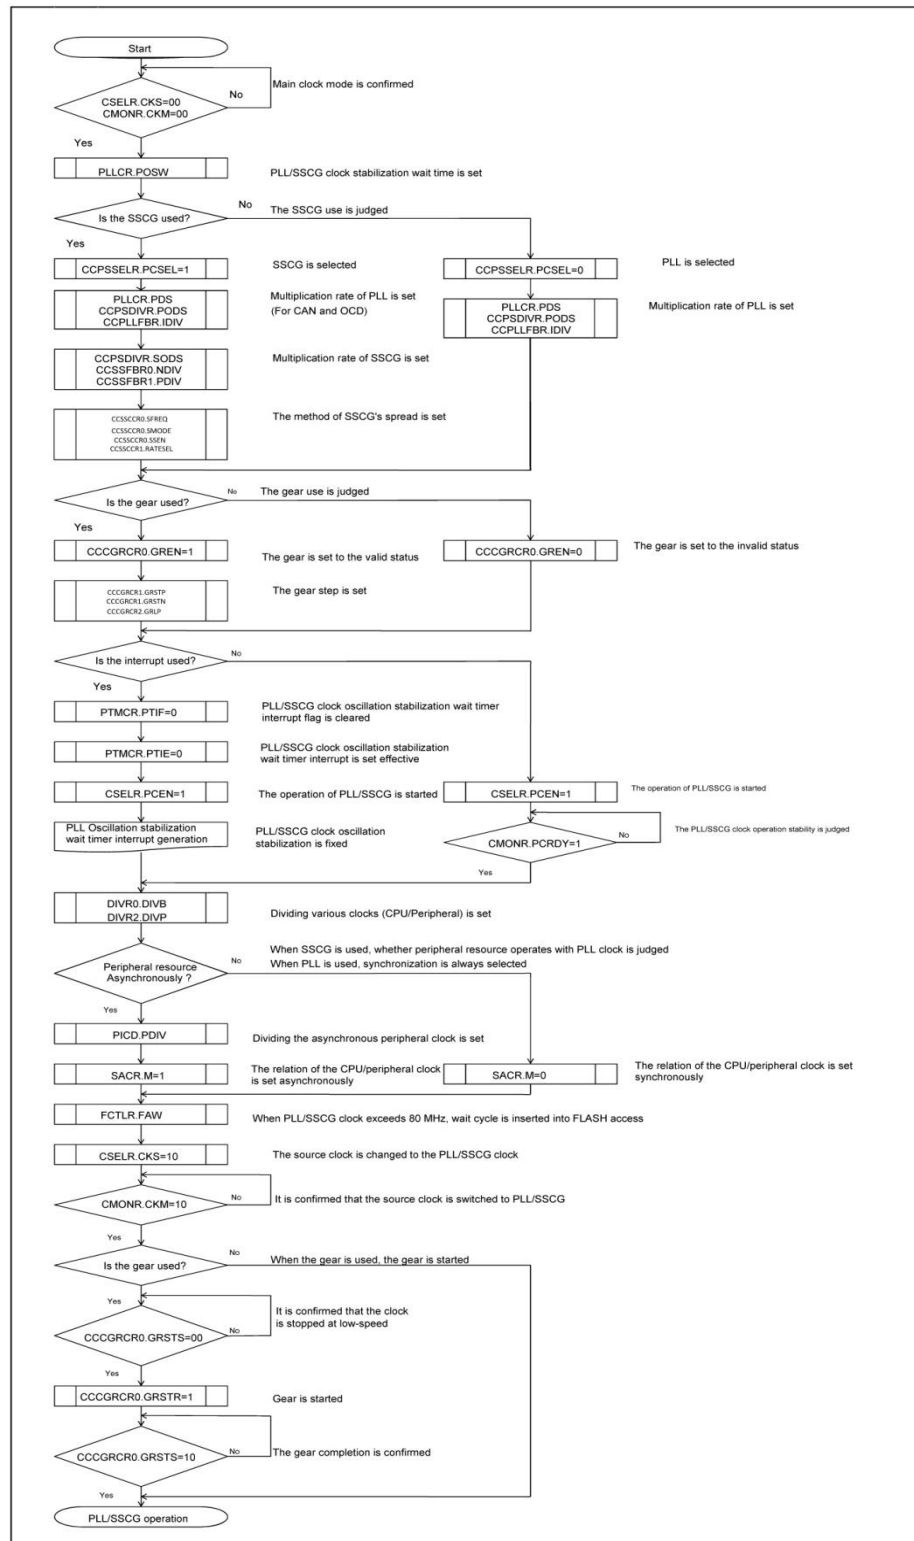 Start
Main clock mode is confirmed
No
CSELR.CKS=00
CMONR.CKM=00
Yes
PLLCR.POSW
PLL/SSCG clock stabilization wait time is set
No
The SSCG use is judged
Is the SSCG used?
Yes
CCPSSELR.PCSEL=1
SSCG is selected
CCPSSELR.PCSEL=0
PLL is selected
PLLCR.PDS
CCPSDIVR.PODS
CCPLLFBR.IDIV
Multiplication rate of PLL is set
(For CAN and OCD)
PLLCR.PDS
CCPSDIVR.PODS
CCPLLFBR.IDIV
Multiplication rate of PLL is set
CCPSDIVR.SODS
CCSSFBR0.NDIV
CCSSFBR1.PDIV
Multiplication rate of SSCG is set
CCSSCCR0.SFREQ
CCSSCCR0.SMODE
CCSSCCR0.SSEN
CCSSCCR1.RATESEL
The method of SSCG's spread is set
No
The gear use is judged
Is the gear used?
Yes
CCCGRCR0.GREN=1
The gear is set to the valid status
CCCGRCR0.GREN=0
The gear is set to the invalid status
CCCGRCR1.GRSTP
CCCGRCR1.GRSTN
CCCGRCR2.GRLP
The gear step is set
No
Is the interrupt used?
Yes
PTMCR.PTIF=0
PLL/SSCG clock oscillation stabilization wait timer
interrupt flag is cleared
PTMCR.PTIE=0
PLL/SSCG clock oscillation stabilization
wait timer interrupt is set effective
CSELR.PCEN=1
The operation of PLL/SSCG is started
CSELR.PCEN=1
The operation of PLL/SSCG is started
PLL Oscillation stabilization
wait timer interrupt generation
PLL/SSCG clock oscillation
stabilization is fixed
CMONR.PCRDY=1
No
The PLL/SSCG clock operation stability is judged
Yes
DIVR0.DIVB
DIVR2.DIVP
Dividing various clocks (CPU/Peripheral) is set
When SSCG is used, whether peripheral resource operates with PLL clock is judged
No
When PLL is used, synchronization is always selected
Peripheral resource
Asynchronously ?
Yes
PICD.PDIV
Dividing the asynchronous peripheral clock is set
SACR.M=1
The relation of the CPU/peripheral clock
is set asynchronously
SACR.M=0
The relation of the CPU/peripheral clock is set
synchronously
FCTLR.FAW
When PLL/SSCG clock exceeds 80 MHz, wait cycle is inserted into FLASH access
CSELR.CKS=10
The source clock is changed to the PLL/SSCG clock
CMONR.CKM=10
No
It is confirmed that the source clock is switched to PLL/SSCG
Yes
No
When the gear is used, the gear is started
Is the gear used?
Yes
It is confirmed that the clock
is stopped at low-speed
CCCGRCR0.GRSTS=00
No
Yes
CCCGRCR0.GRSTR=1
Gear is started
CCCGRCR0.GRSTS=10
No
The gear completion is confirmed
Yes
PLL/SSCG operation